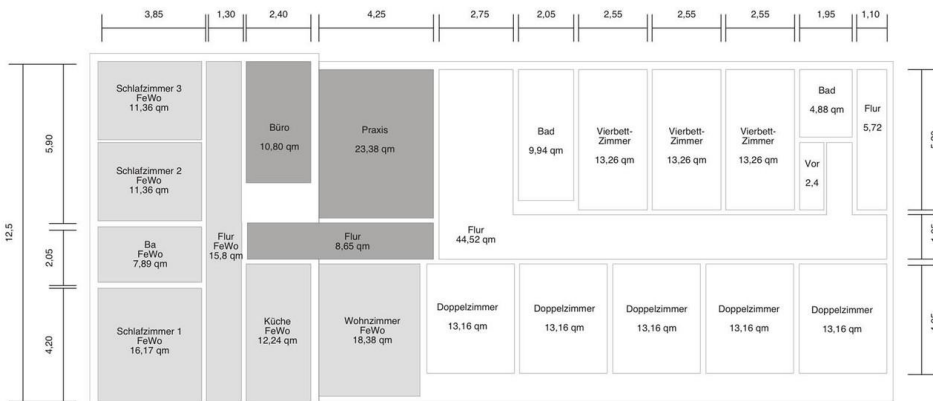 3,85 1,30 2,40 4,25 2,75 2,05 2,55 2,55 2,55 1,95 1,10
12,5
5,90
2,05
4,20
Schlafzimmer 3
FeWo
11,36 qm
Schlafzimmer 2
FeWo
11,36 qm
Ba
FeWo
7,89 qm
Schlafzimmer 1
FeWo
16,17 qm
Flur
FeWo
15,8 qm
Büro
10,80 qm
Praxis
23,38 qm
Flur
8,65 qm
Küche
FeWo
12,24 qm
Wohnzimmer
FeWo
18,38 qm
Flur
44,52 qm
Bad
9,94 qm
Vierbett-
Zimmer
13,26 qm
Vierbett-
Zimmer
13,26 qm
Vierbett-
Zimmer
13,26 qm
Bad
4,88 qm
Vor
2,4
Flur
5,72
Doppelzimmer
13,16 qm
Doppelzimmer
13,16 qm
Doppelzimmer
13,16 qm
Doppelzimmer
13,16 qm
Doppelzimmer
13,16 qm